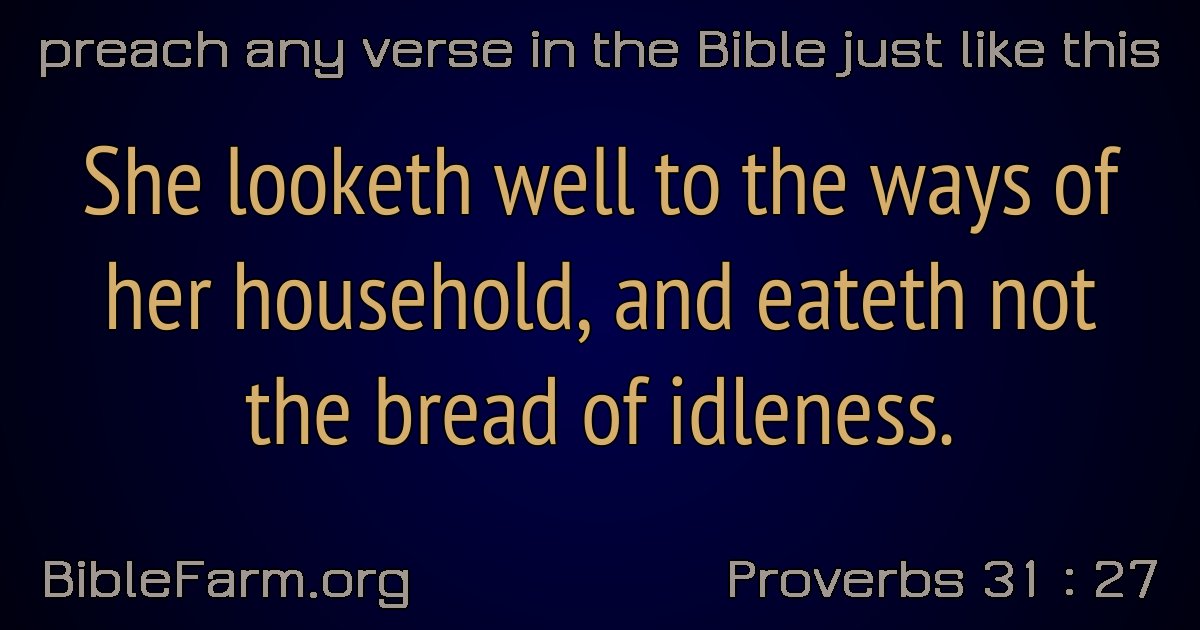 preach any verse in the Bible just like this
She looketh well to the ways of
her household, and eateth not
the bread of idleness.
BibleFarm.org
Proverbs 31 : 27